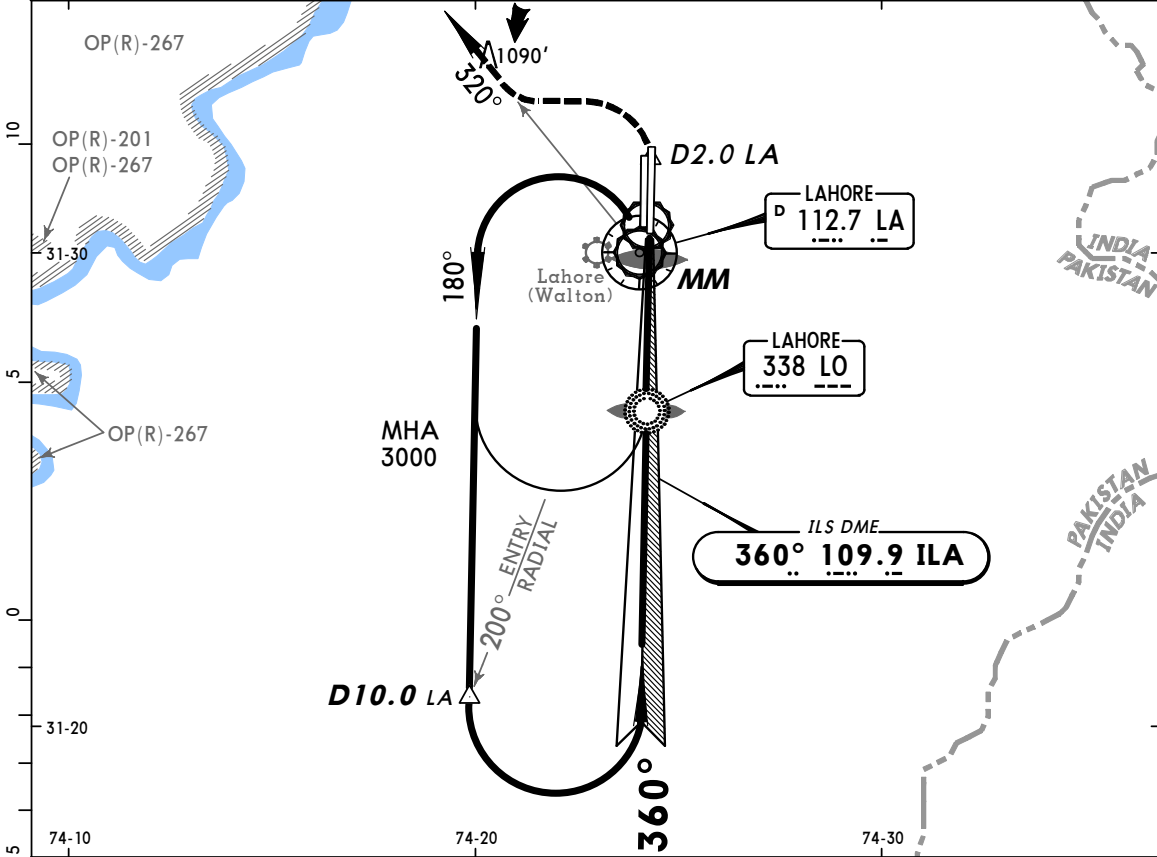 OP(R)-267
1090'
320°
10
OP(R)-201
OP(R)-267
D2.0 LA
LAHORE
D 112.7 LA
31-30
180°
Lahore
(Walton)
MM
INDIA
PAKISTAN
LAHORE
338 LO
5
OP(R)-267
MHA
3000
PAKISTAN
INDIA
ILS DME
360° 109.9 ILA
ENTRY
RADIAL
200°
0
D10.0 LA
31-20
360°
5
74-10
74-20
74-30